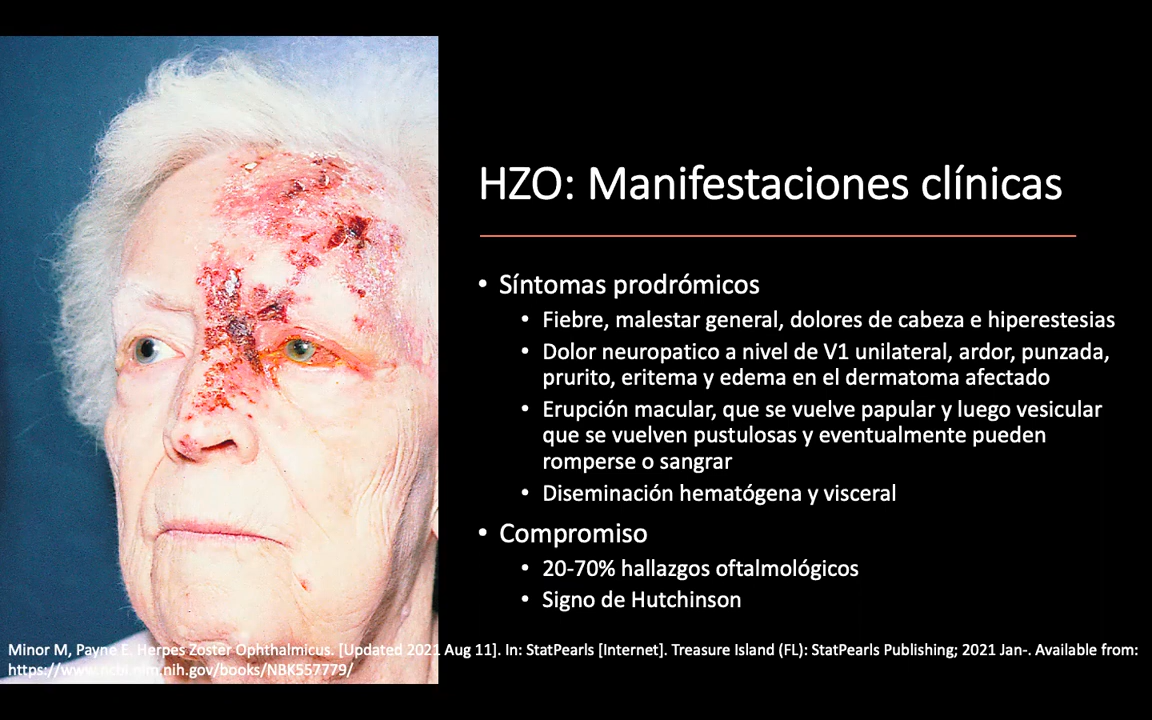 HZO: Manifestaciones clínicas
• Síntomas prodrómicos
• Fiebre, malestar general, dolores de cabeza e hiperestesias
• Dolor neuropatico a nivel de V1 unilateral, ardor, punzada,
prurito, eritema y edema en el dermatoma afectado
• Erupción macular, que se vuelve papular y luego vesicular
que se vuelven pustulosas y eventualmente pueden
romperse o sangrar
• Diseminación hematógena y visceral
• Compromiso
• 20-70% hallazgos oftalmológicos
• Signo de Hutchinson
Minor M, Payne E. Herpes Zoster Ophthalmicus. [Updated 2021 Aug 11]. In: StatPearls [Internet]. Treasure Island (FL): StatPearls Publishing; 2021 Jan-. Available from:
https://www.ncbi.nlm.nih.gov/books/NBK557779/